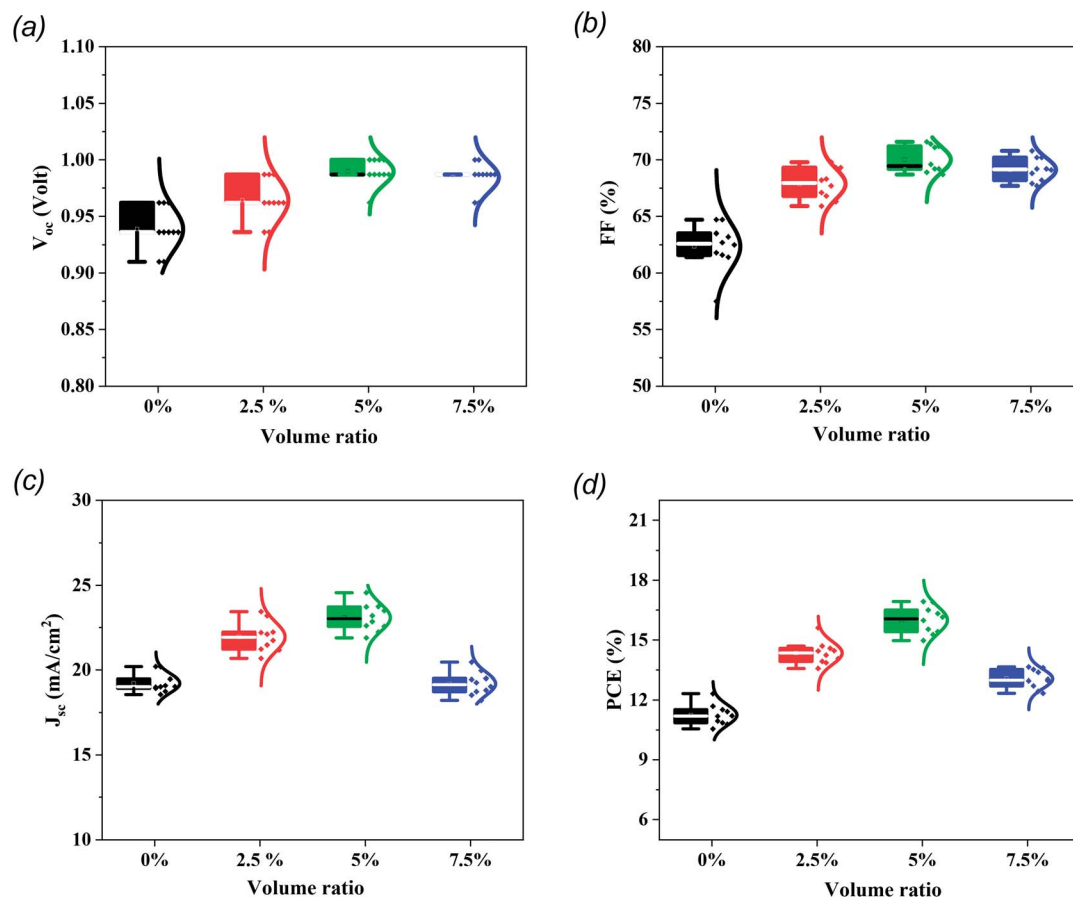 (a)
1.10
1.05
1.00
0.95
0.90
0.85
0.80
Voc (Volt)
0% 2.5 % 5% 7.5%
Volume ratio
(b)
80
75
70
65
60
55
50
FF (%)
0% 2.5 % 5% 7.5%
Volume ratio
(c)
30
25
20
15
10
Jsc (mA/cm²)
0% 2.5 % 5% 7.5%
Volume ratio
(d)
21
18
15
12
9
6
PCE (%)
0% 2.5 % 5% 7.5%
Volume ratio